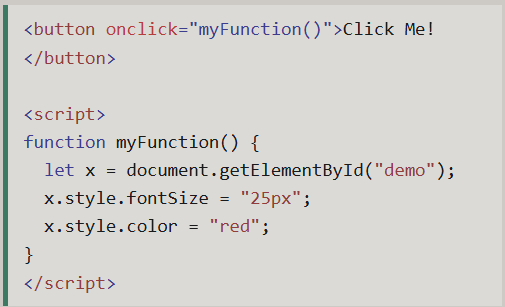 <button onclick="myFunction()">Click Me!
</button>
<script>
function myFunction() {
  let x = document.getElementById("demo");
  x.style.fontSize = "25px";
  x.style.color = "red";
}
</script>